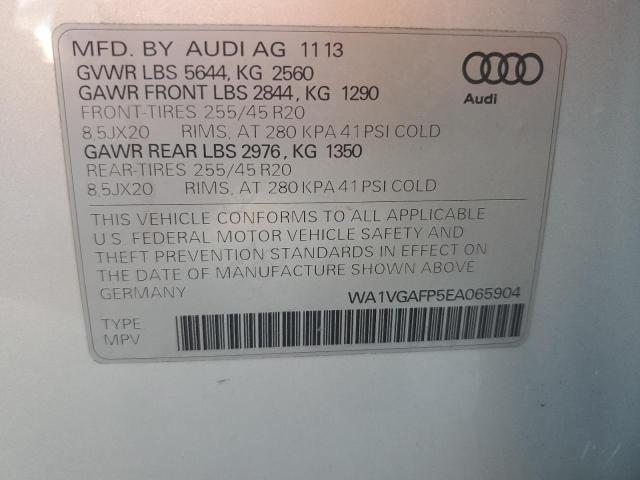 MFD. BY AUDI AG 11 13
GVWR LBS 5644, KG 2560
GAWR FRONT LBS 2844, KG 1290
FRONT-TIRES 255/45 R20
8,5JX20 RIMS, AT 280 KPA 41 PSI COLD
GAWR REAR LBS 2976, KG 1350
REAR-TIRES 255/45 R20
8,5JX20 RIMS, AT 280 KPA 41 PSI COLD
Audi
THIS VEHICLE CONFORMS TO ALL APPLICABLE
U.S. FEDERAL MOTOR VEHICLE SAFETY AND
THEFT PREVENTION STANDARDS IN EFFECT ON
THE DATE OF MANUFACTURE SHOWN ABOVE
GERMANY WA1VGAFP5EA065904
TYPE
MPV